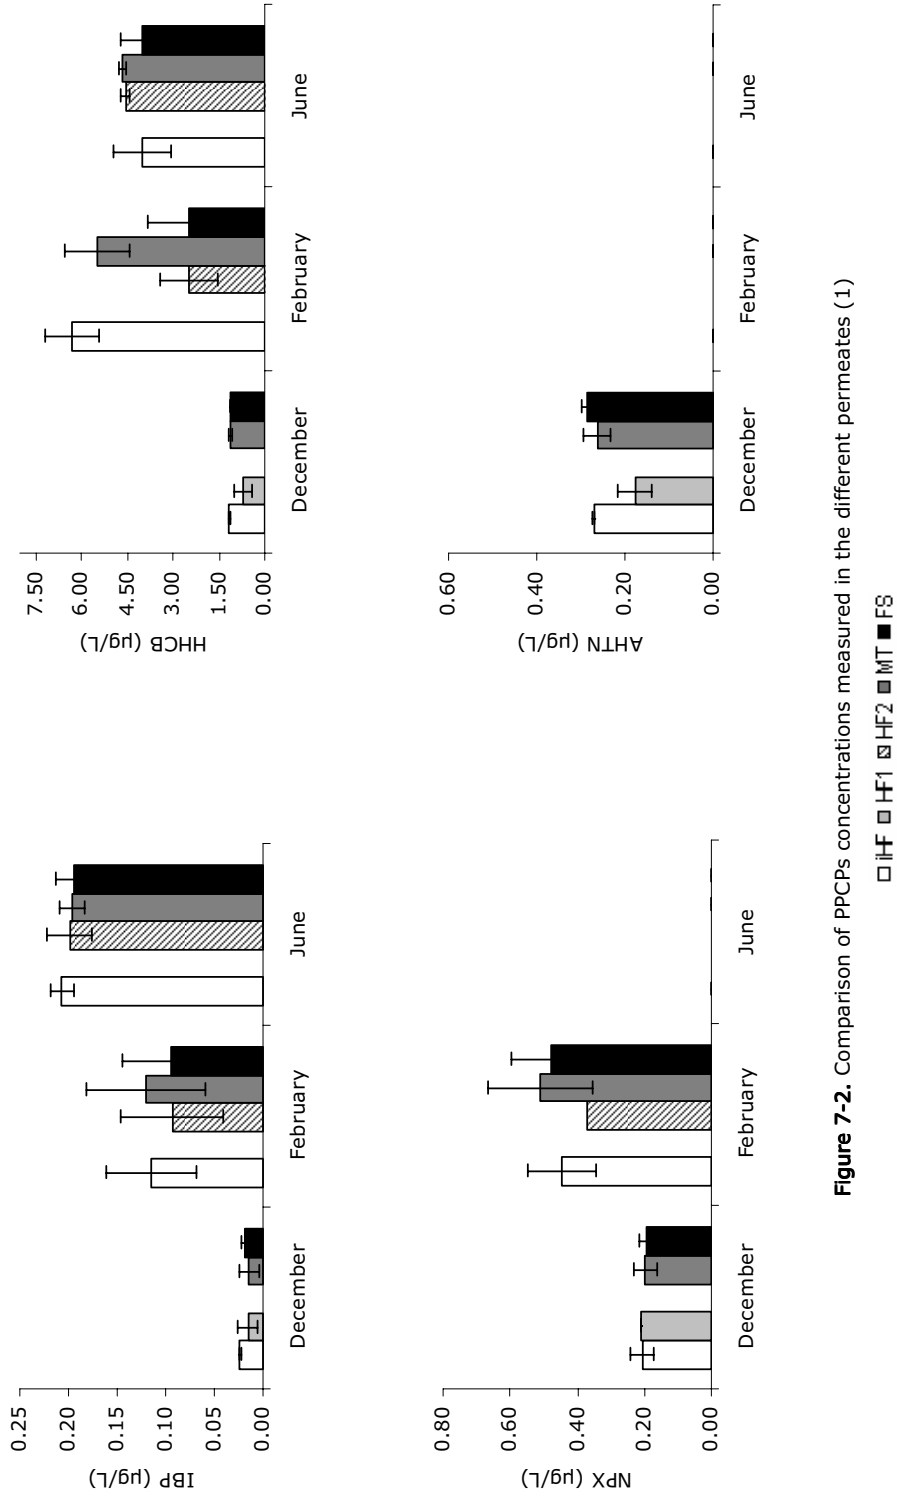 IBP (µg/L)
0.25
0.20
0.15
0.10
0.05
0.00
December February June
HHCB (µg/L)
7.50
6.00
4.50
3.00
1.50
0.00
December February June
NPX (µg/L)
0.80
0.60
0.40
0.20
0.00
December February June
AHTN (µg/L)
0.60
0.40
0.20
0.00
December February June
Figure 7-2. Comparison of PPCPs concentrations measured in the different permeates (1)
iHF HF1 HF2 MT FS